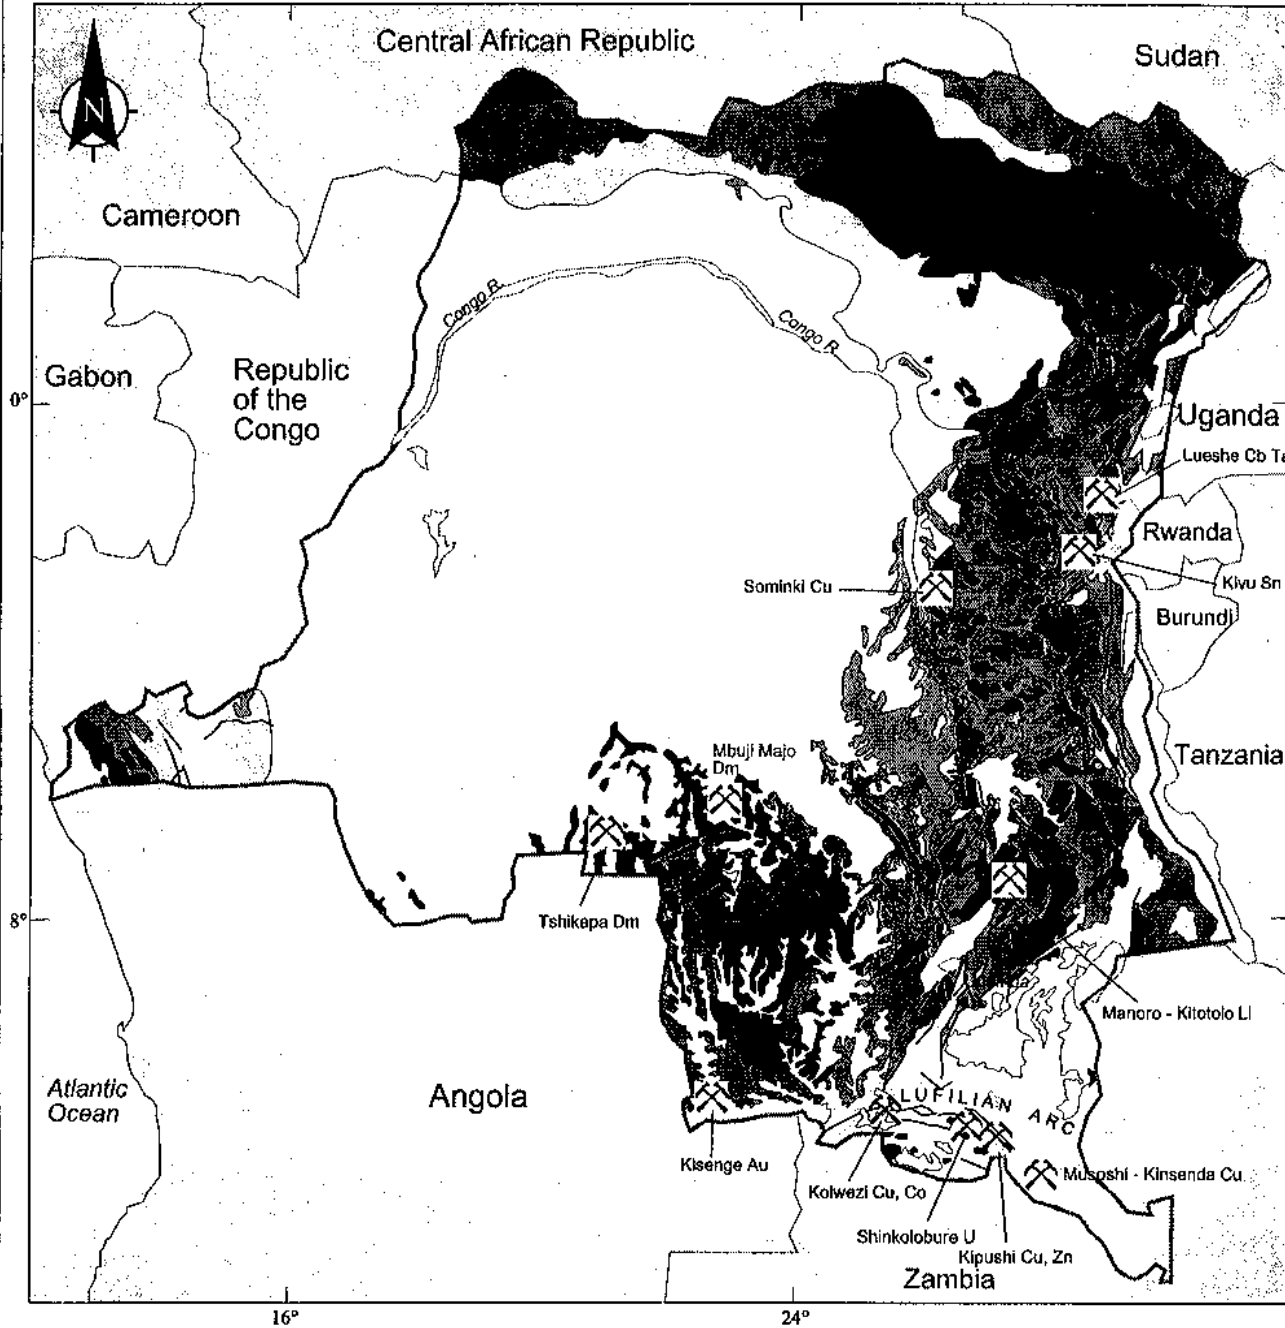 Central African Republic
Sudan
N
Cameroon
Congo R.
Congo R.
Gabon
Republic
of the
Congo
0°
Uganda
Lueshe Cb Ta
Rwanda
Kivu Sn
Sominki Cu
Burundi
Mbuji Majo
Dm
Tanzania
Tshikapa Dm
8°
Manoro - Kitotolo LI
Atlantic
Ocean
Angola
LUFILIAN ARC
Kisenge Au
Musoshi - Kinsenda Cu
Kolwezi Cu, Co
Shinkolobure U
Kipushi Cu, Zn
Zambia
16°
24°